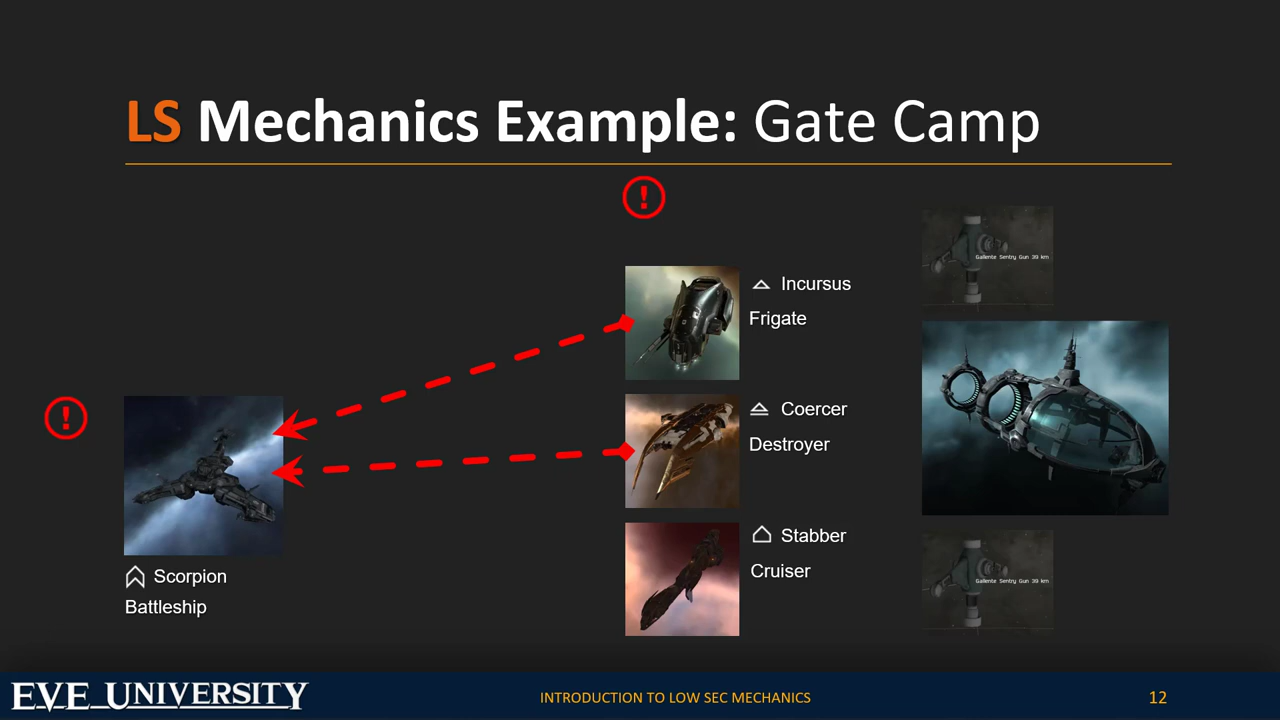 LS Mechanics Example: Gate Camp
!
Gallente Sentry Gun 39 km
Incursus
Frigate
!
Coercer
Destroyer
Stabber
Cruiser
Scorpion
Battleship
Gallente Sentry Gun 39 km
EVE UNIVERSITY
INTRODUCTION TO LOW SEC MECHANICS
12